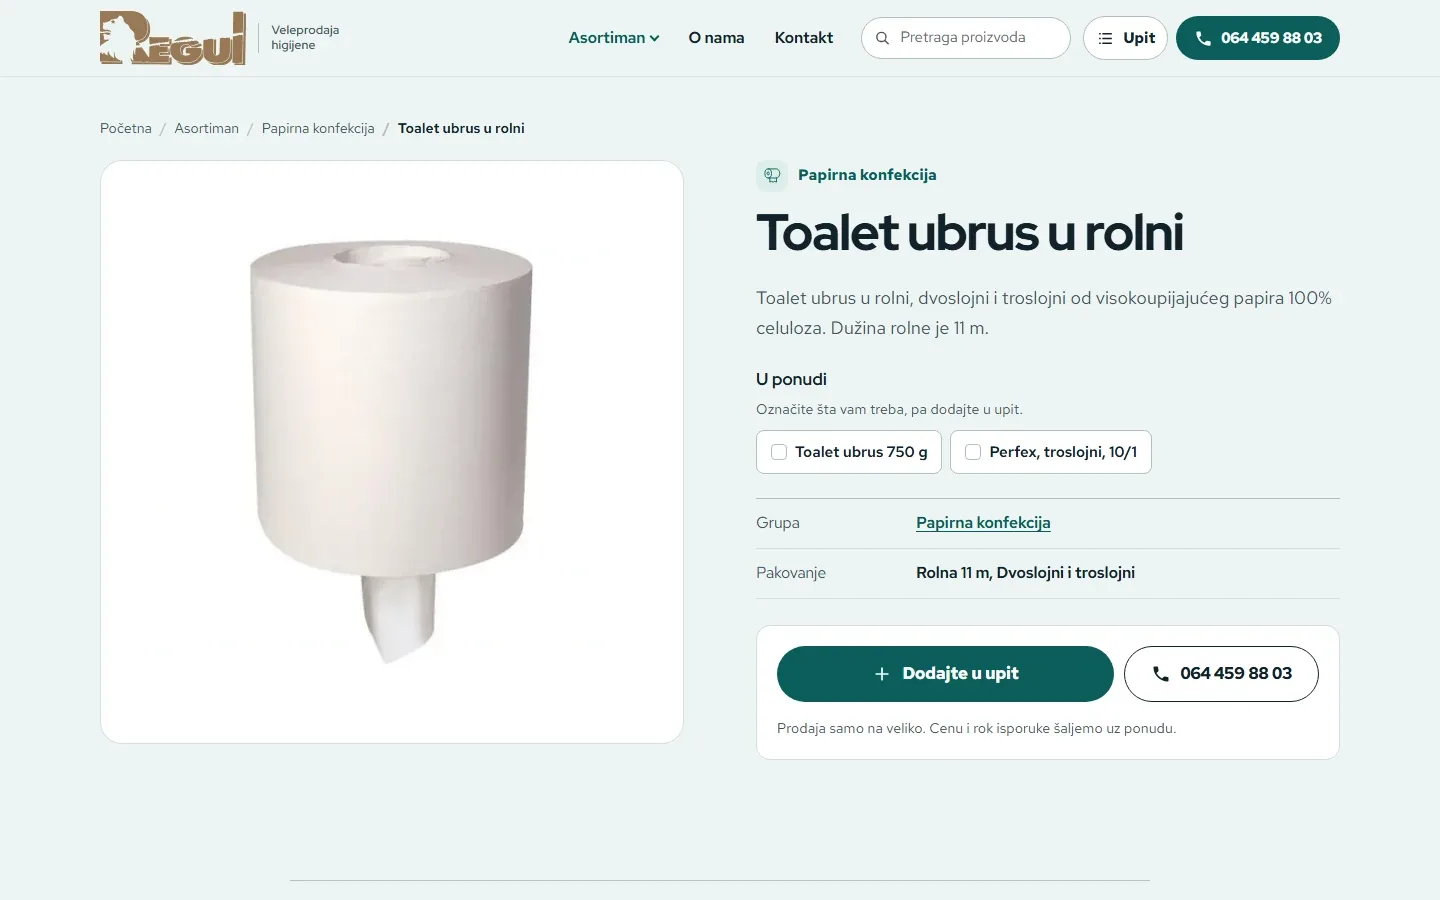 REGUL
Veleprodaja
higijene
Asortiman
O nama
Kontakt
Pretraga proizvoda
Upit
064 459 88 03
Početna / Asortiman / Papirna konfekcija / Toalet ubrus u rolni
Papirna konfekcija
Toalet ubrus u rolni
Toalet ubrus u rolni, dvoslojni i troslojni od visokoupijajućeg papira 100%
celuloza. Dužina rolne je 11 m.
U ponudi
Označite šta vam treba, pa dodajte u upit.
Toalet ubrus 750 g
Perfex, troslojni, 10/1
Grupa
Papirna konfekcija
Pakovanje
Rolna 11 m, Dvoslojni i troslojni
Dodajte u upit
064 459 88 03
Prodaja samo na veliko. Cenu i rok isporuke šaljemo uz ponudu.